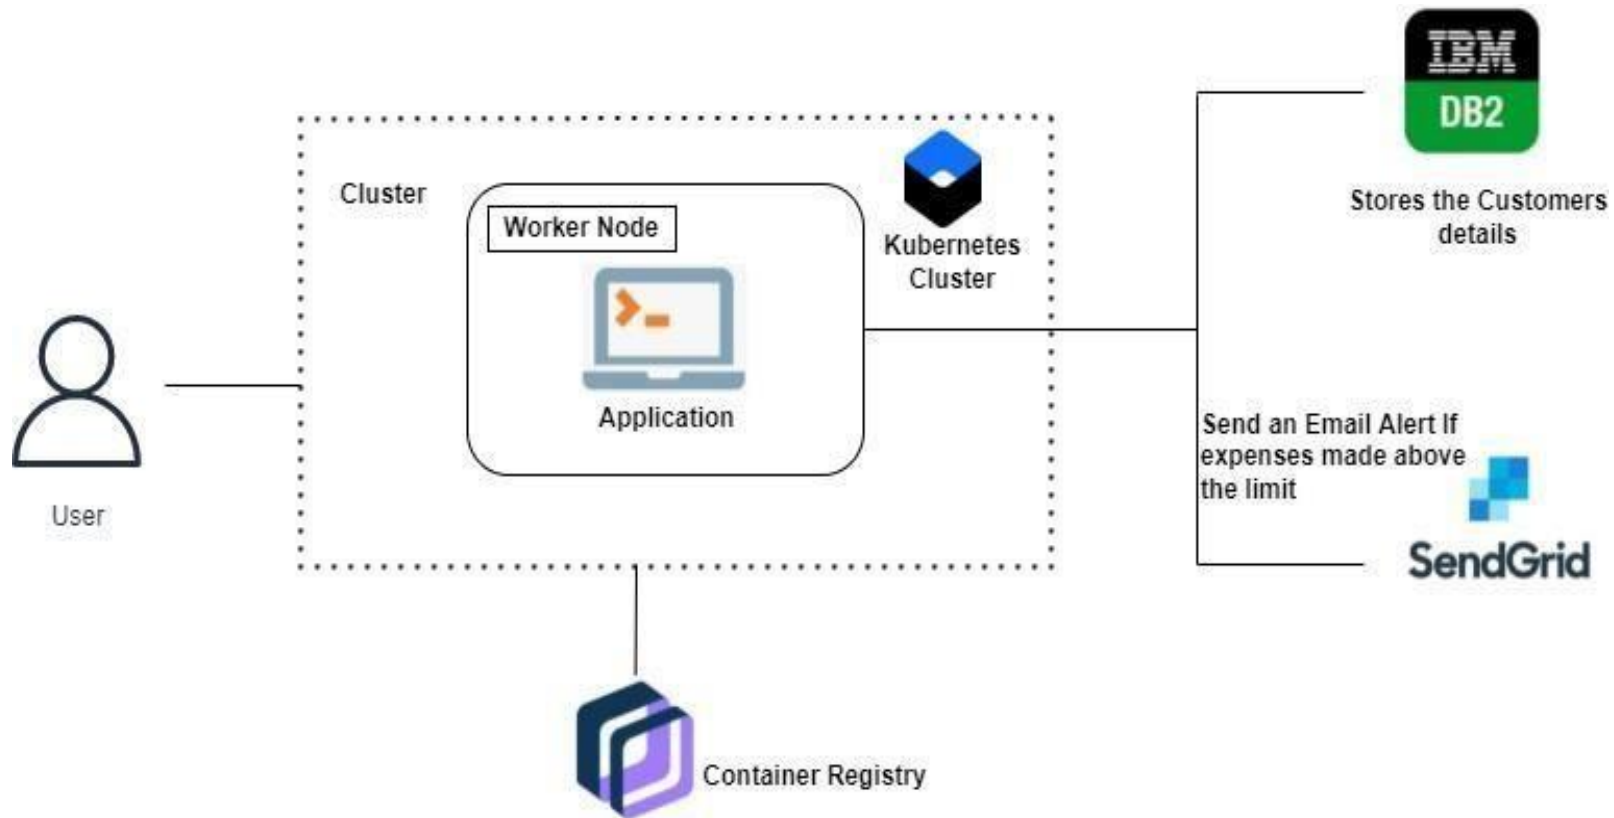 IBM
DB2
Stores the Customers
details
Cluster
Worker Node
Application
Kubernetes
Cluster
User
Send an Email Alert If
expenses made above
the limit
SendGrid
Container Registry